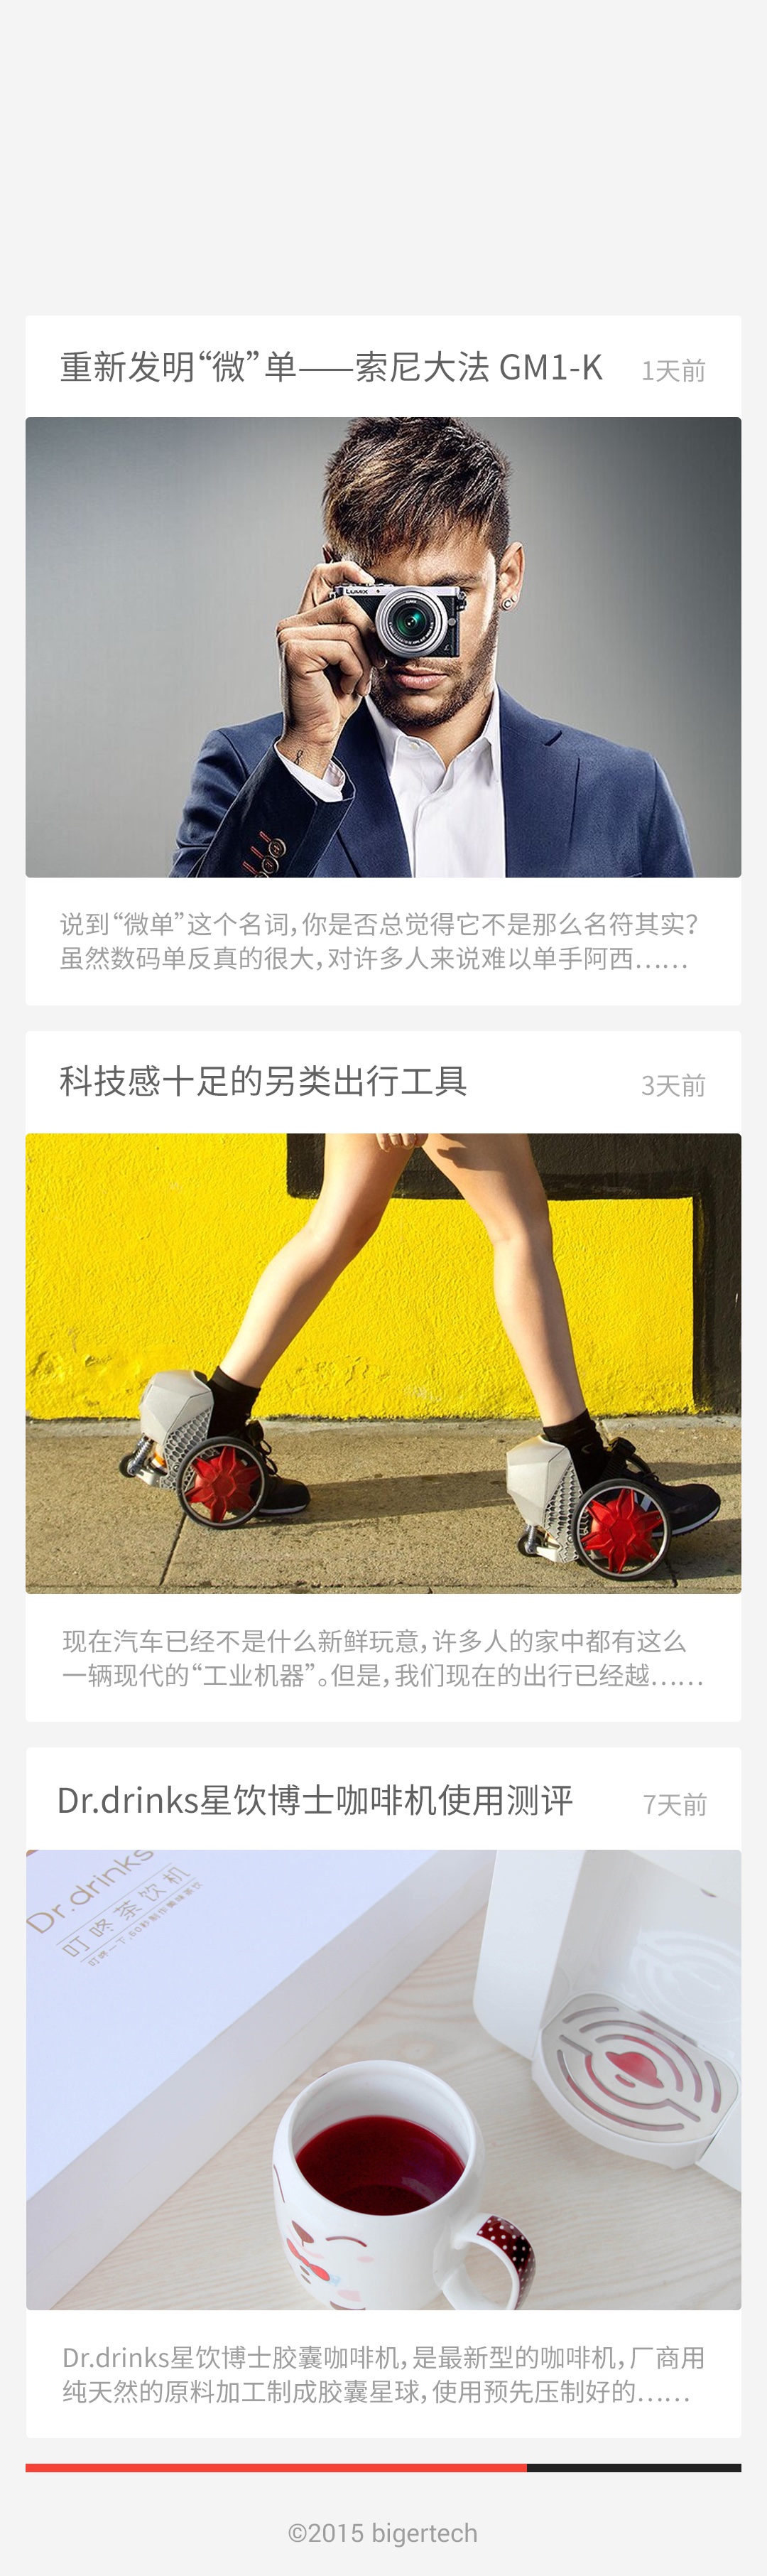 重新发明“微”单——索尼大法 GM1-K
1天前
LUMIX
说到“微单”这个名词，你是否总觉得它不是那么名符其实？
虽然数码单反真的很大，对许多人来说难以单手阿西……
科技感十足的另类出行工具
3天前
现在汽车已经不是什么新鲜玩意，许多人的家中都有这么
一辆现代的“工业机器”。但是，我们现在的出行已经越……
Dr.drinks星饮博士咖啡机使用测评
7天前
Dr.drinks
叮咚茶饮机
Dr.drinks星饮博士胶囊咖啡机，是最新型的咖啡机，厂商用
纯天然的原料加工制成胶囊星球，使用预先压制好的……
©2015 bigertech